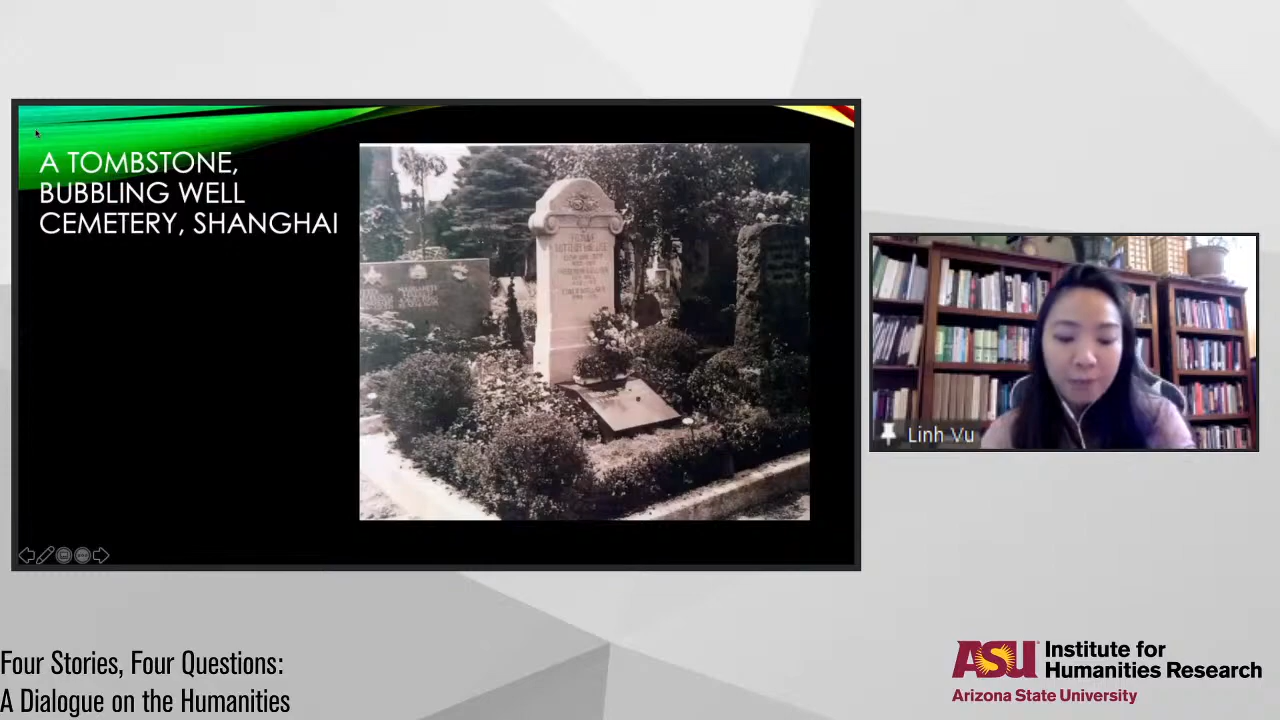 A TOMBSTONE,
BUBBLING WELL
CEMETERY, SHANGHAI
Linh Vu
Four Stories, Four Questions:
A Dialogue on the Humanities
ASU Institute for
Humanities Research
Arizona State University